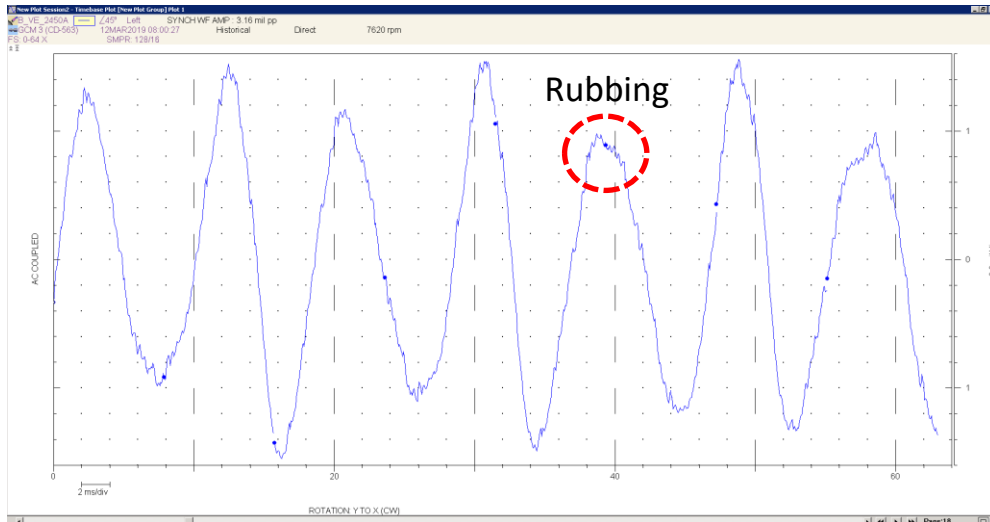 New Plot Session2 - Timebase Plot [New Plot Group] Plot 1
B_VE_2450A ∠45° Left SYNCH WF AMP : 3.16 mil pp
GCM 3 (CD-563) 12MAR2019 08:00:27 Historical Direct 7620 rpm
FS: 0-64 X SMPR: 128/16
Rubbing
1
AC COUPLED
0
1
0 20 40 60
2 ms/div
ROTATION: Y TO X (CW)
Page:18